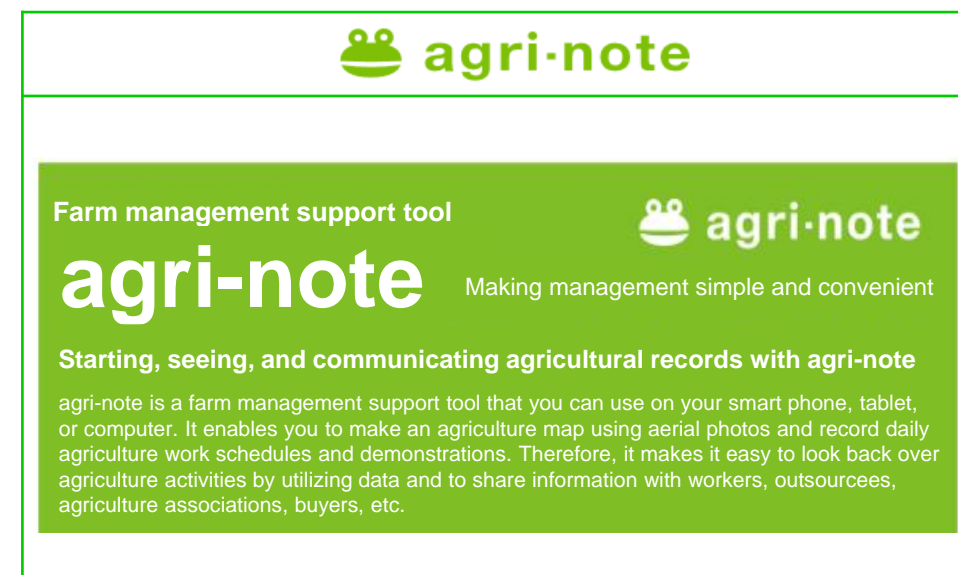 agri·note
Farm management support tool
agri·note
agri-note
Making management simple and convenient
Starting, seeing, and communicating agricultural records with agri-note
agri-note is a farm management support tool that you can use on your smart phone, tablet,
or computer. It enables you to make an agriculture map using aerial photos and record daily
agriculture work schedules and demonstrations. Therefore, it makes it easy to look back over
agriculture activities by utilizing data and to share information with workers, outsourcees,
agriculture associations, buyers, etc.